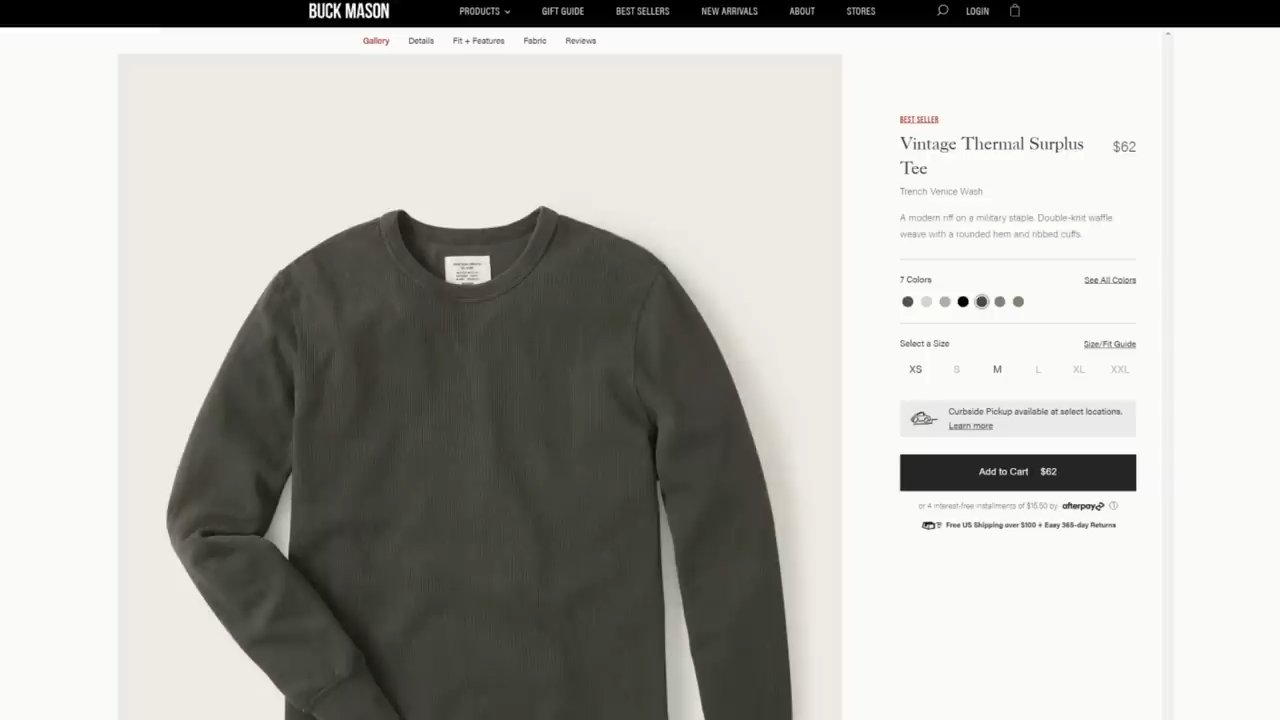 BUCK MASON
PRODUCTS
GIFT GUIDE
BEST SELLERS
NEW ARRIVALS
ABOUT
STORES
LOGIN
Gallery
Details
Fit + Features
Fabric
Reviews
BEST SELLER
Vintage Thermal Surplus
Tee
$62
Trench Venice Wash
A modern riff on a military staple. Double-knit waffle
weave with a rounded hem and ribbed cuffs.
7 Colors
See All Colors
Select a Size
Size/Fit Guide
XS
S
M
L
XL
XXL
Curbside Pickup available at select locations.
Learn more
Add to Cart $62
or 4 interest-free installments of $15.50 by afterpay
Free US Shipping over $100 + Easy 365-day Returns